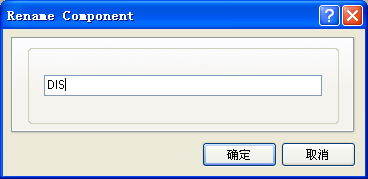 Rename Component
DIS
确定
取消